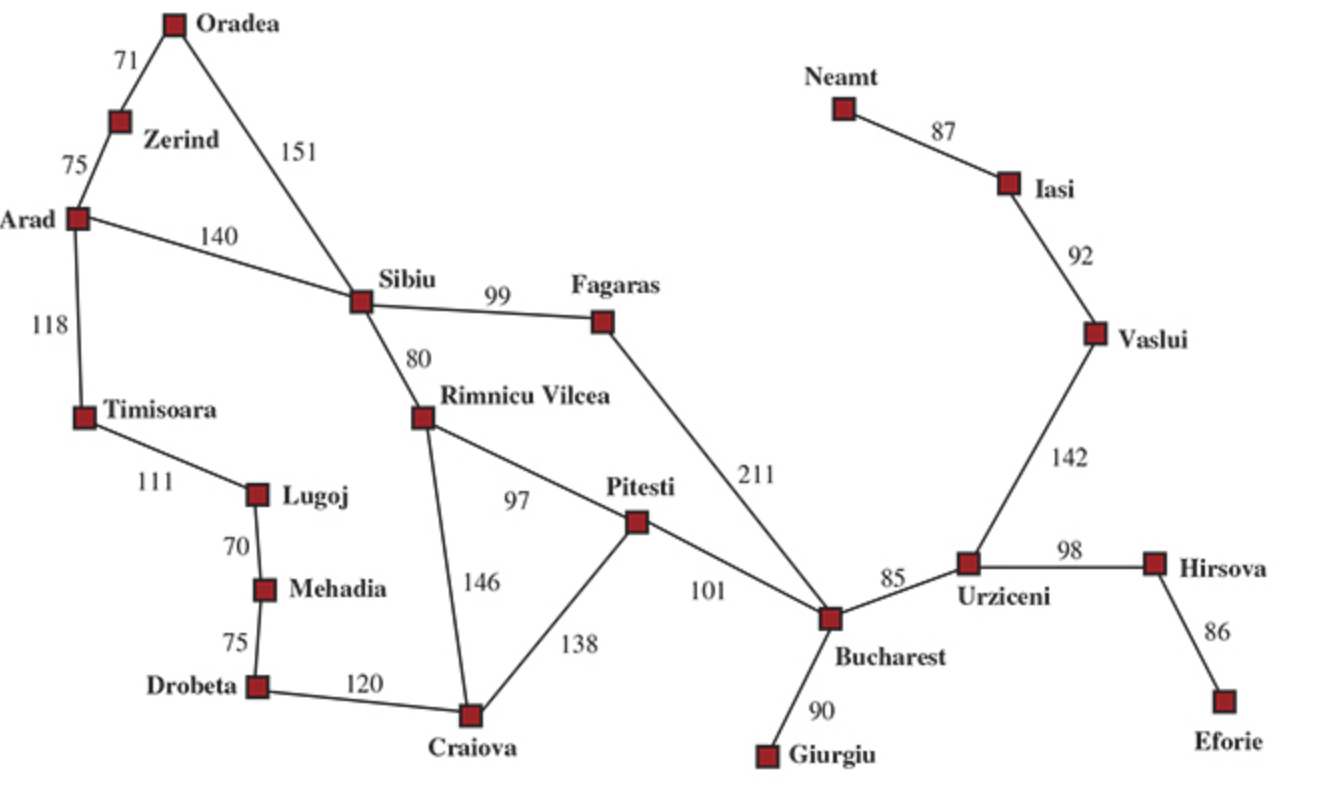 Oradea
71
Neamt
87
Zerind
151
75
Iasi
Arad
140
92
Sibiu
99
Fagaras
118
80
Vaslui
Timisoara
Rimnicu Vilcea
142
211
111
Lugoj
97
Pitesti
70
146
101
85
98
Hirsova
Mehadia
Urziceni
75
138
86
Bucharest
Drobeta
120
90
Craiova
Giurgiu
Eforie